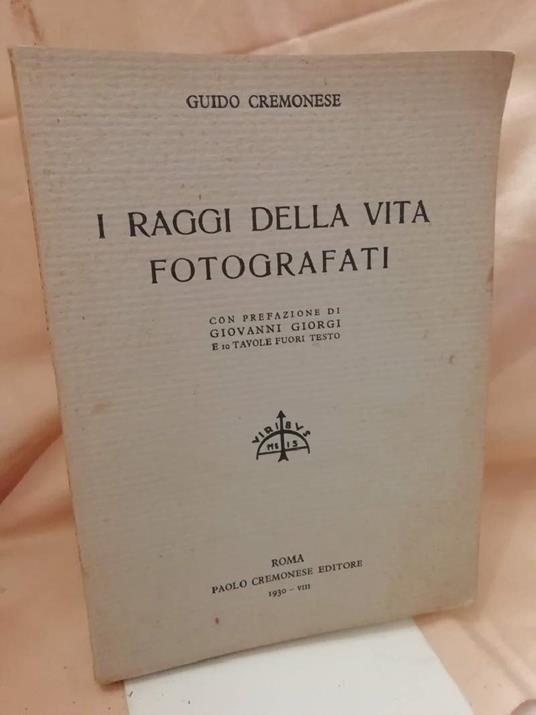 GUIDO CREMONESE
I RAGGI DELLA VITA
FOTOGRAFATI
CON PREFAZIONE DI
GIOVANNI GIORGI
E 10 TAVOLE FUORI TESTO
VIRIBVS
MEIS
ROMA
PAOLO CREMONESE EDITORE
1930 - VIII